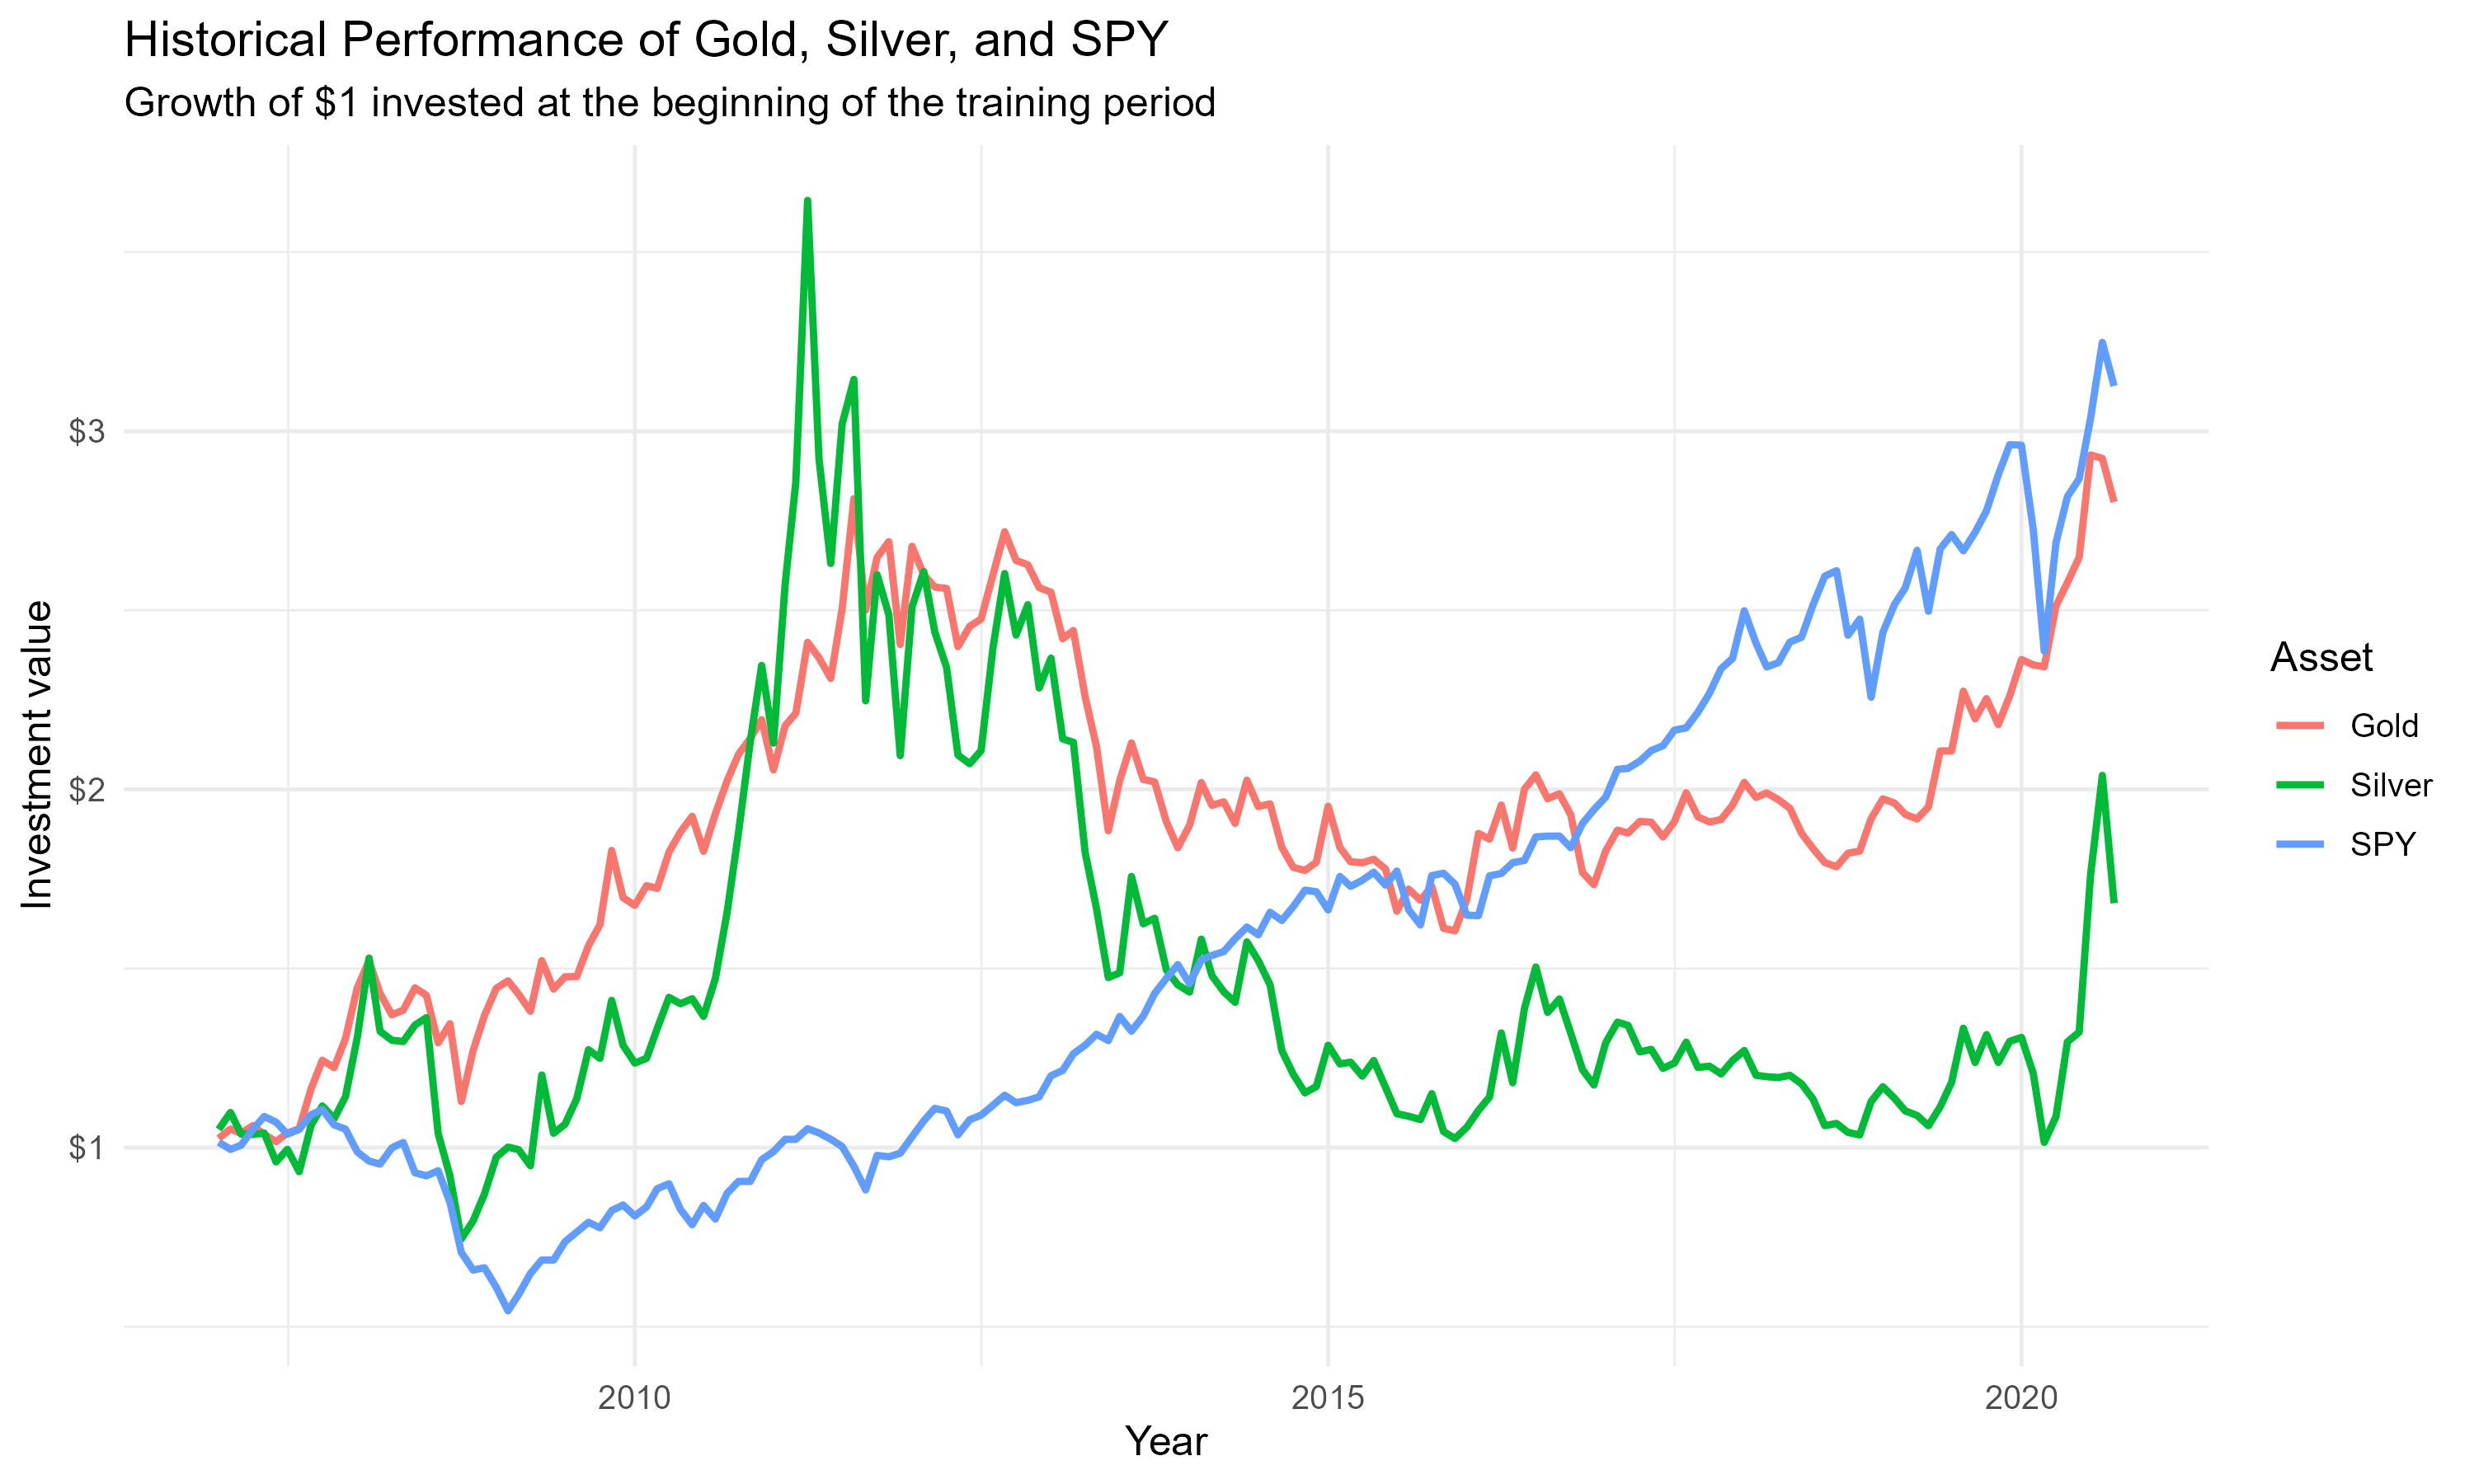 Historical Performance of Gold, Silver, and SPY
Growth of $1 invested at the beginning of the training period
Investment value
$3
$2
$1
2010
2015
2020
Year
Asset
Gold
Silver
SPY